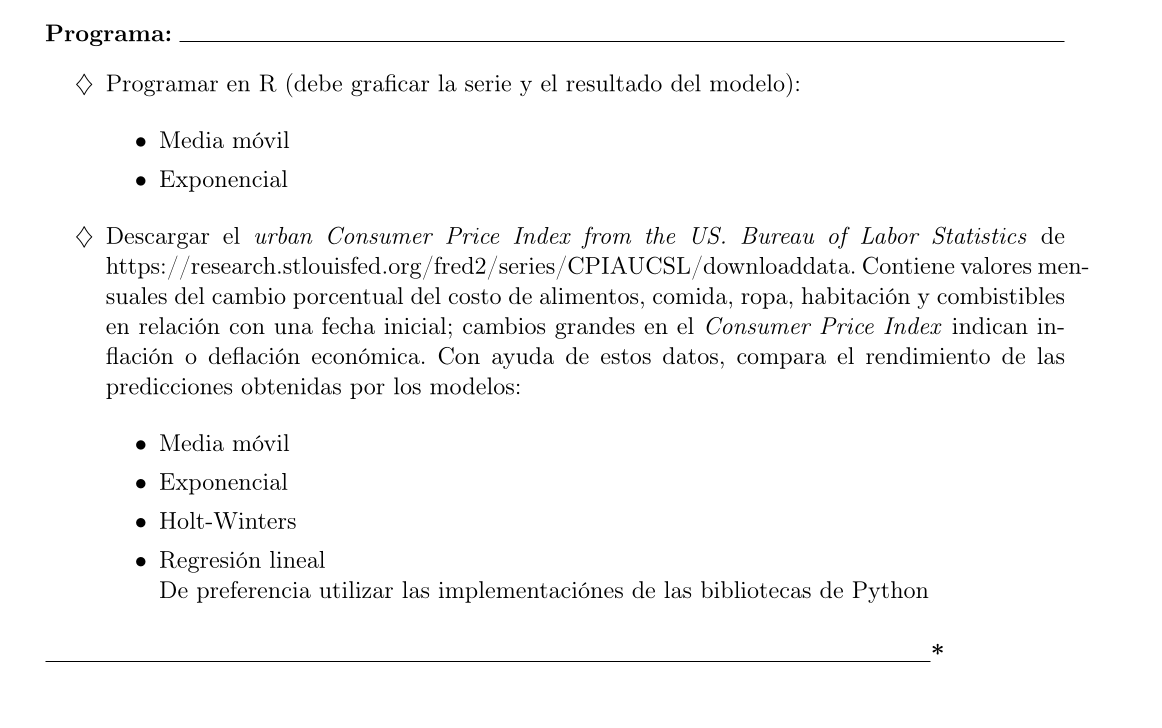 Programa:
♢ Programar en R (debe graficar la serie y el resultado del modelo):
• Media móvil
• Exponencial
♢ Descargar el urban Consumer Price Index from the US. Bureau of Labor Statistics de
https://research.stlouisfed.org/fred2/series/CPIAUCSL/downloaddata. Contiene valores men-
suales del cambio porcentual del costo de alimentos, comida, ropa, habitación y combistibles
en relación con una fecha inicial; cambios grandes en el Consumer Price Index indican in-
flación o deflación económica. Con ayuda de estos datos, compara el rendimiento de las
predicciones obtenidas por los modelos:
• Media móvil
• Exponencial
• Holt-Winters
• Regresión lineal
De preferencia utilizar las implementaciónes de las bibliotecas de Python
*